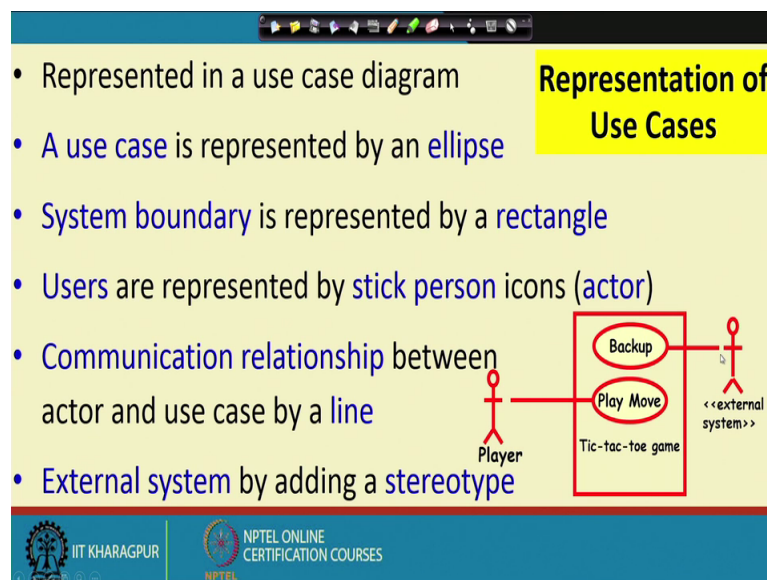 Representation of
Use Cases
• Represented in a use case diagram
• A use case is represented by an ellipse
• System boundary is represented by a rectangle
• Users are represented by stick person icons (actor)
• Communication relationship between
actor and use case by a line
• External system by adding a stereotype
Backup
Play Move
Tic-tac-toe game
Player
<<external
system>>
IIT KHARAGPUR
NPTEL ONLINE
CERTIFICATION COURSES
NPTEL